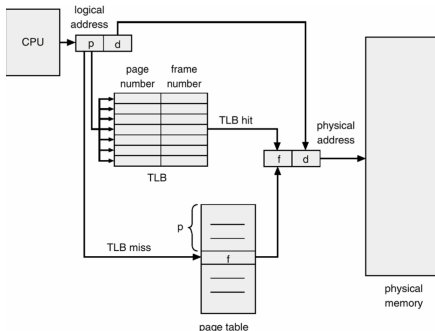 logical
address
CPU
p d
page
number
frame
number
TLB hit
physical
address
f d
TLB
p
TLB miss
f
physical
memory
page table